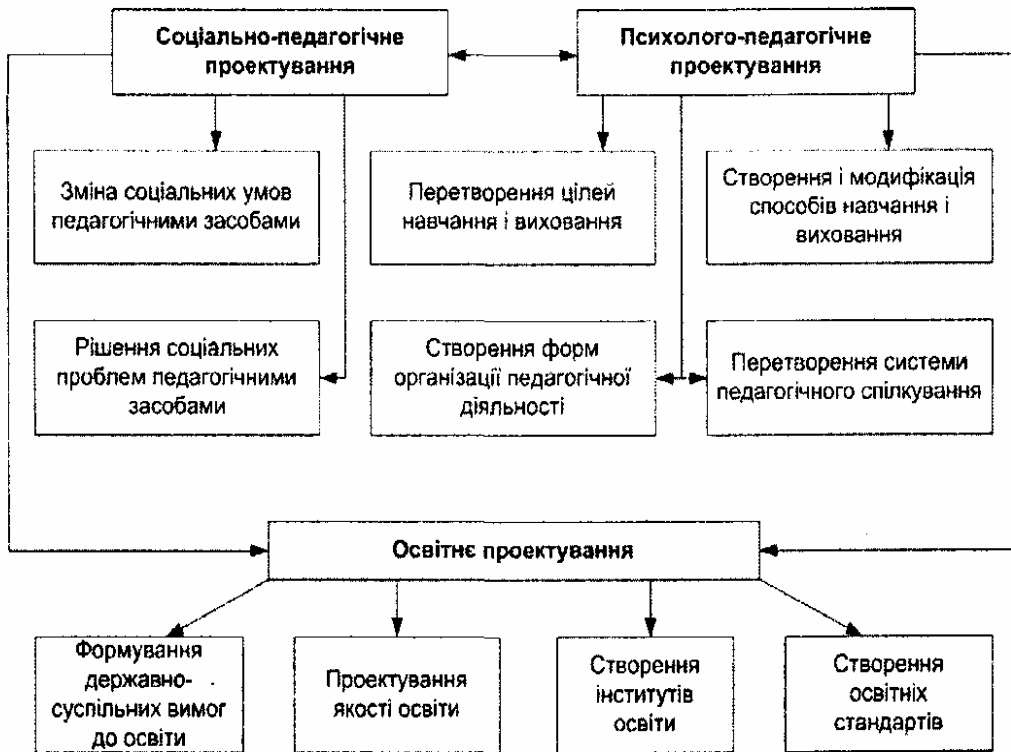 Соціально-педагогічне
проектування
Психолого-педагогічне
проектування
Зміна соціальних умов
педагогічними засобами
Перетворення цілей
навчання і виховання
Створення і модифікація
способів навчання і
виховання
Рішення соціальних
проблем педагогічними
засобами
Створення форм
організації педагогічної
діяльності
Перетворення системи
педагогічного спілкування
Освітнє проектування
Формування
державно-
суспільних вимог
до освіти
Проектування
якості освіти
Створення
інститутів
освіти
Створення
освітніх
стандартів